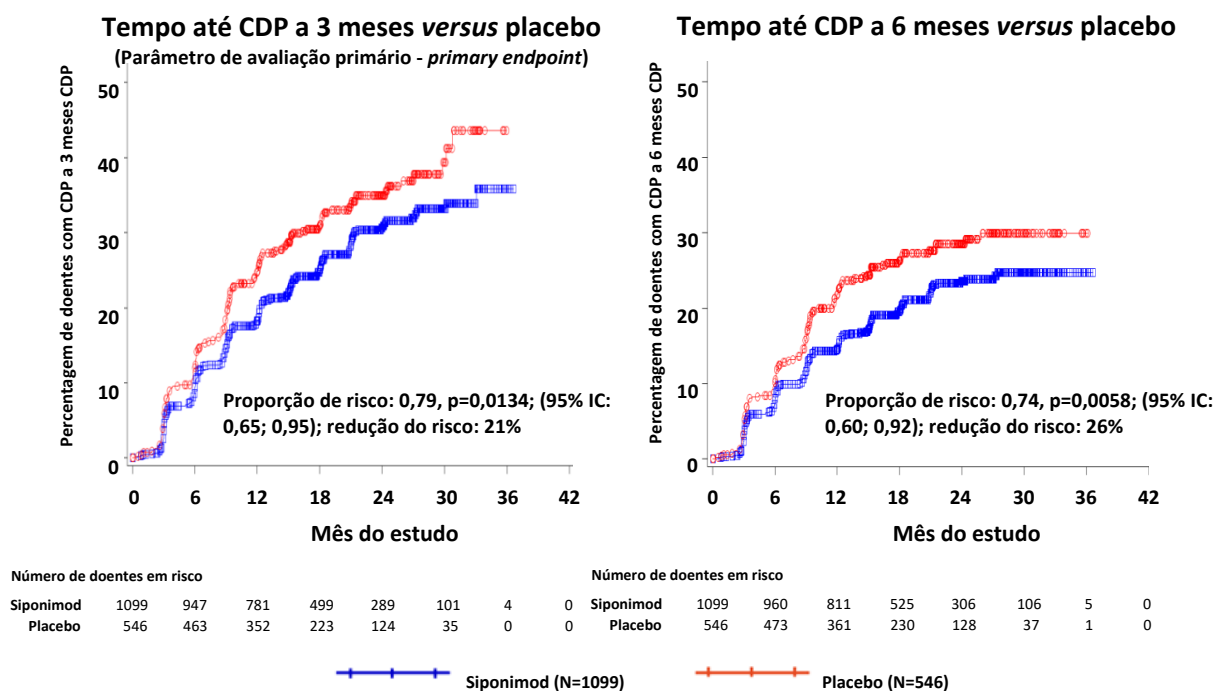 Tempo até CDP a 3 meses versus placebo
(Parâmetro de avaliação primário - primary endpoint)
Percentagem de doentes com CDP a 3 meses CDP
50
40
30
20
10
0
Proporção de risco: 0,79, p=0,0134; (95% IC:
0,65; 0,95); redução do risco: 21%
0 6 12 18 24 30 36 42
Mês do estudo
Tempo até CDP a 6 meses versus placebo
Percentagem de doentes com CDP a 6 meses CDP
50
40
30
20
10
0
Proporção de risco: 0,74, p=0,0058; (95% IC:
0,60; 0,92); redução do risco: 26%
0 6 12 18 24 30 36 42
Mês do estudo
Número de doentes em risco
Siponimod 1099 947 781 499 289 101 4 0
Placebo 546 463 352 223 124 35 0 0
Número de doentes em risco
Siponimod 1099 960 811 525 306 106 5 0
Placebo 546 473 361 230 128 37 1 0
Siponimod (N=1099)
Placebo (N=546)